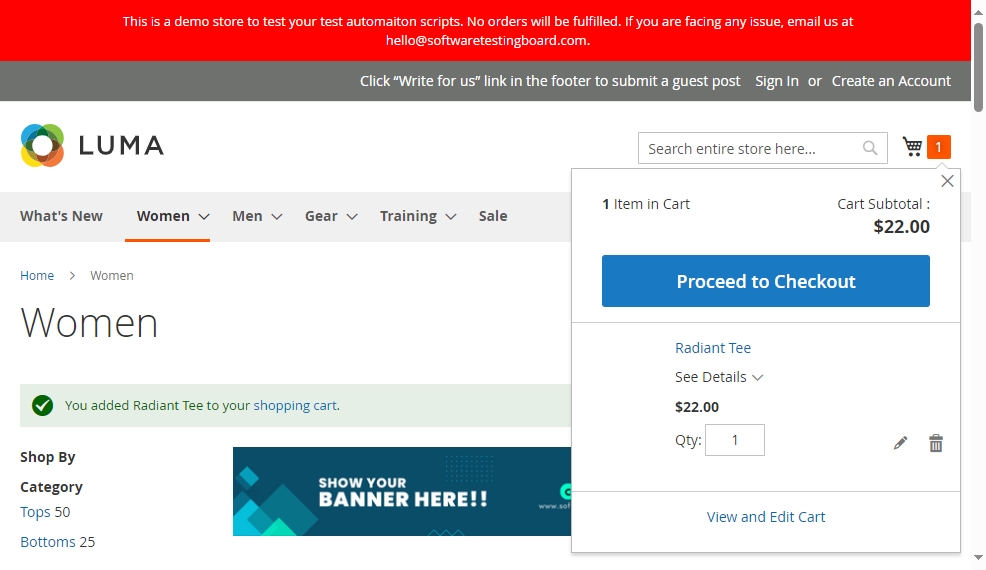 This is a demo store to test your test automaiton scripts. No orders will be fulfilled. If you are facing any issue, email us at
hello@softwaretestingboard.com.
Click “Write for us” link in the footer to submit a guest post Sign In or Create an Account
LUMA
Search entire store here...
1
What's New Women Men Gear Training Sale
1 Item in Cart
Cart Subtotal :
$22.00
Proceed to Checkout
Radiant Tee
See Details
$22.00
Qty: 1
View and Edit Cart
Home > Women
Women
You added Radiant Tee to your shopping cart.
Shop By
Category
Tops 50
Bottoms 25
SHOW YOUR
BANNER HERE!!